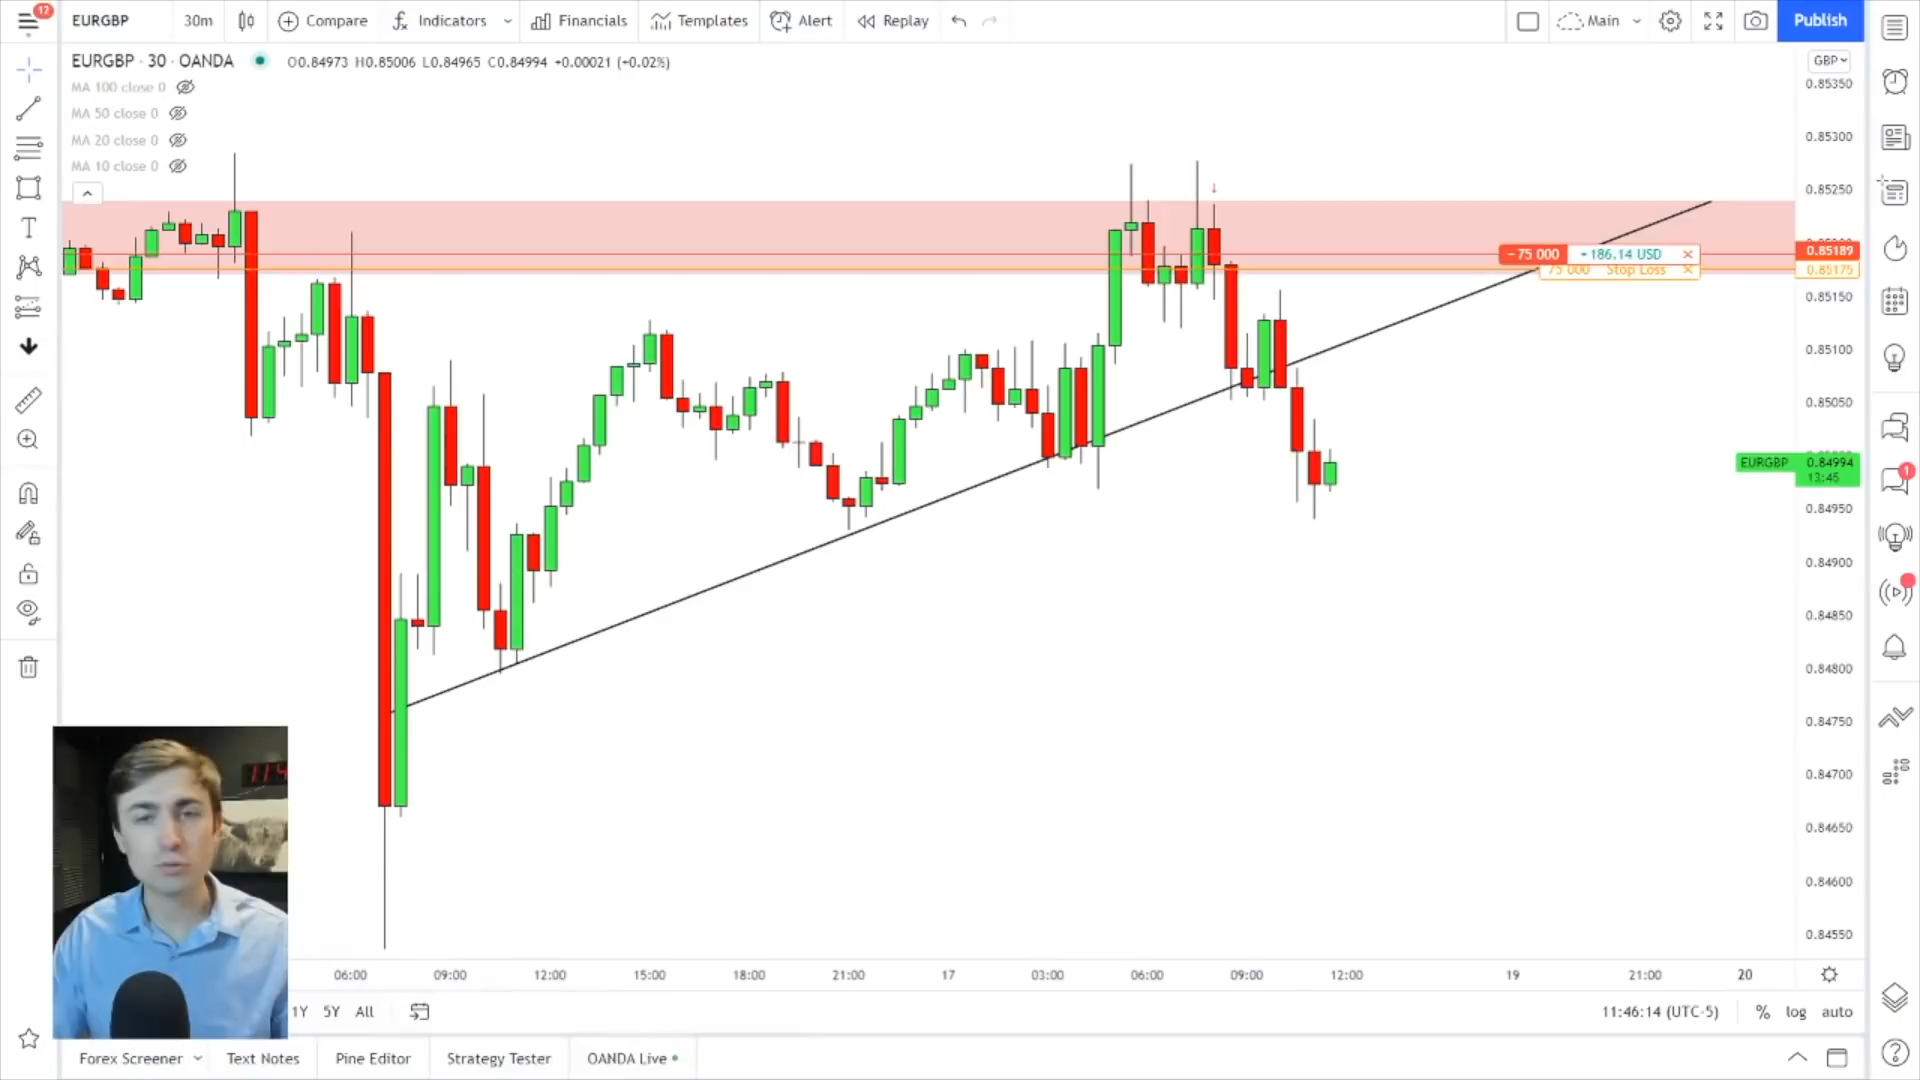 12
EURGBP
30m
Compare
Indicators
Financials
Templates
Alert
Replay
Main
Publish
EURGBP · 30 · OANDA
O0.84973 H0.85006 L0.84965 C0.84994 +0.00021 (+0.02%)
GBP
MA 100 close 0
MA 50 close 0
MA 20 close 0
MA 10 close 0
0.85350
0.85300
0.85250
-75 000
+186.14 USD
0.85189
75 000
Stop Loss
0.85175
0.85150
0.85100
0.85050
EURGBP
0.84994
13:45
1
0.84950
0.84900
0.84850
0.84800
0.84750
0.84700
0.84650
0.84600
0.84550
06:00
09:00
12:00
15:00
18:00
21:00
17
03:00
06:00
09:00
12:00
19
21:00
20
1Y
5Y
All
11:46:14 (UTC-5)
%
log
auto
Forex Screener
Text Notes
Pine Editor
Strategy Tester
OANDA Live